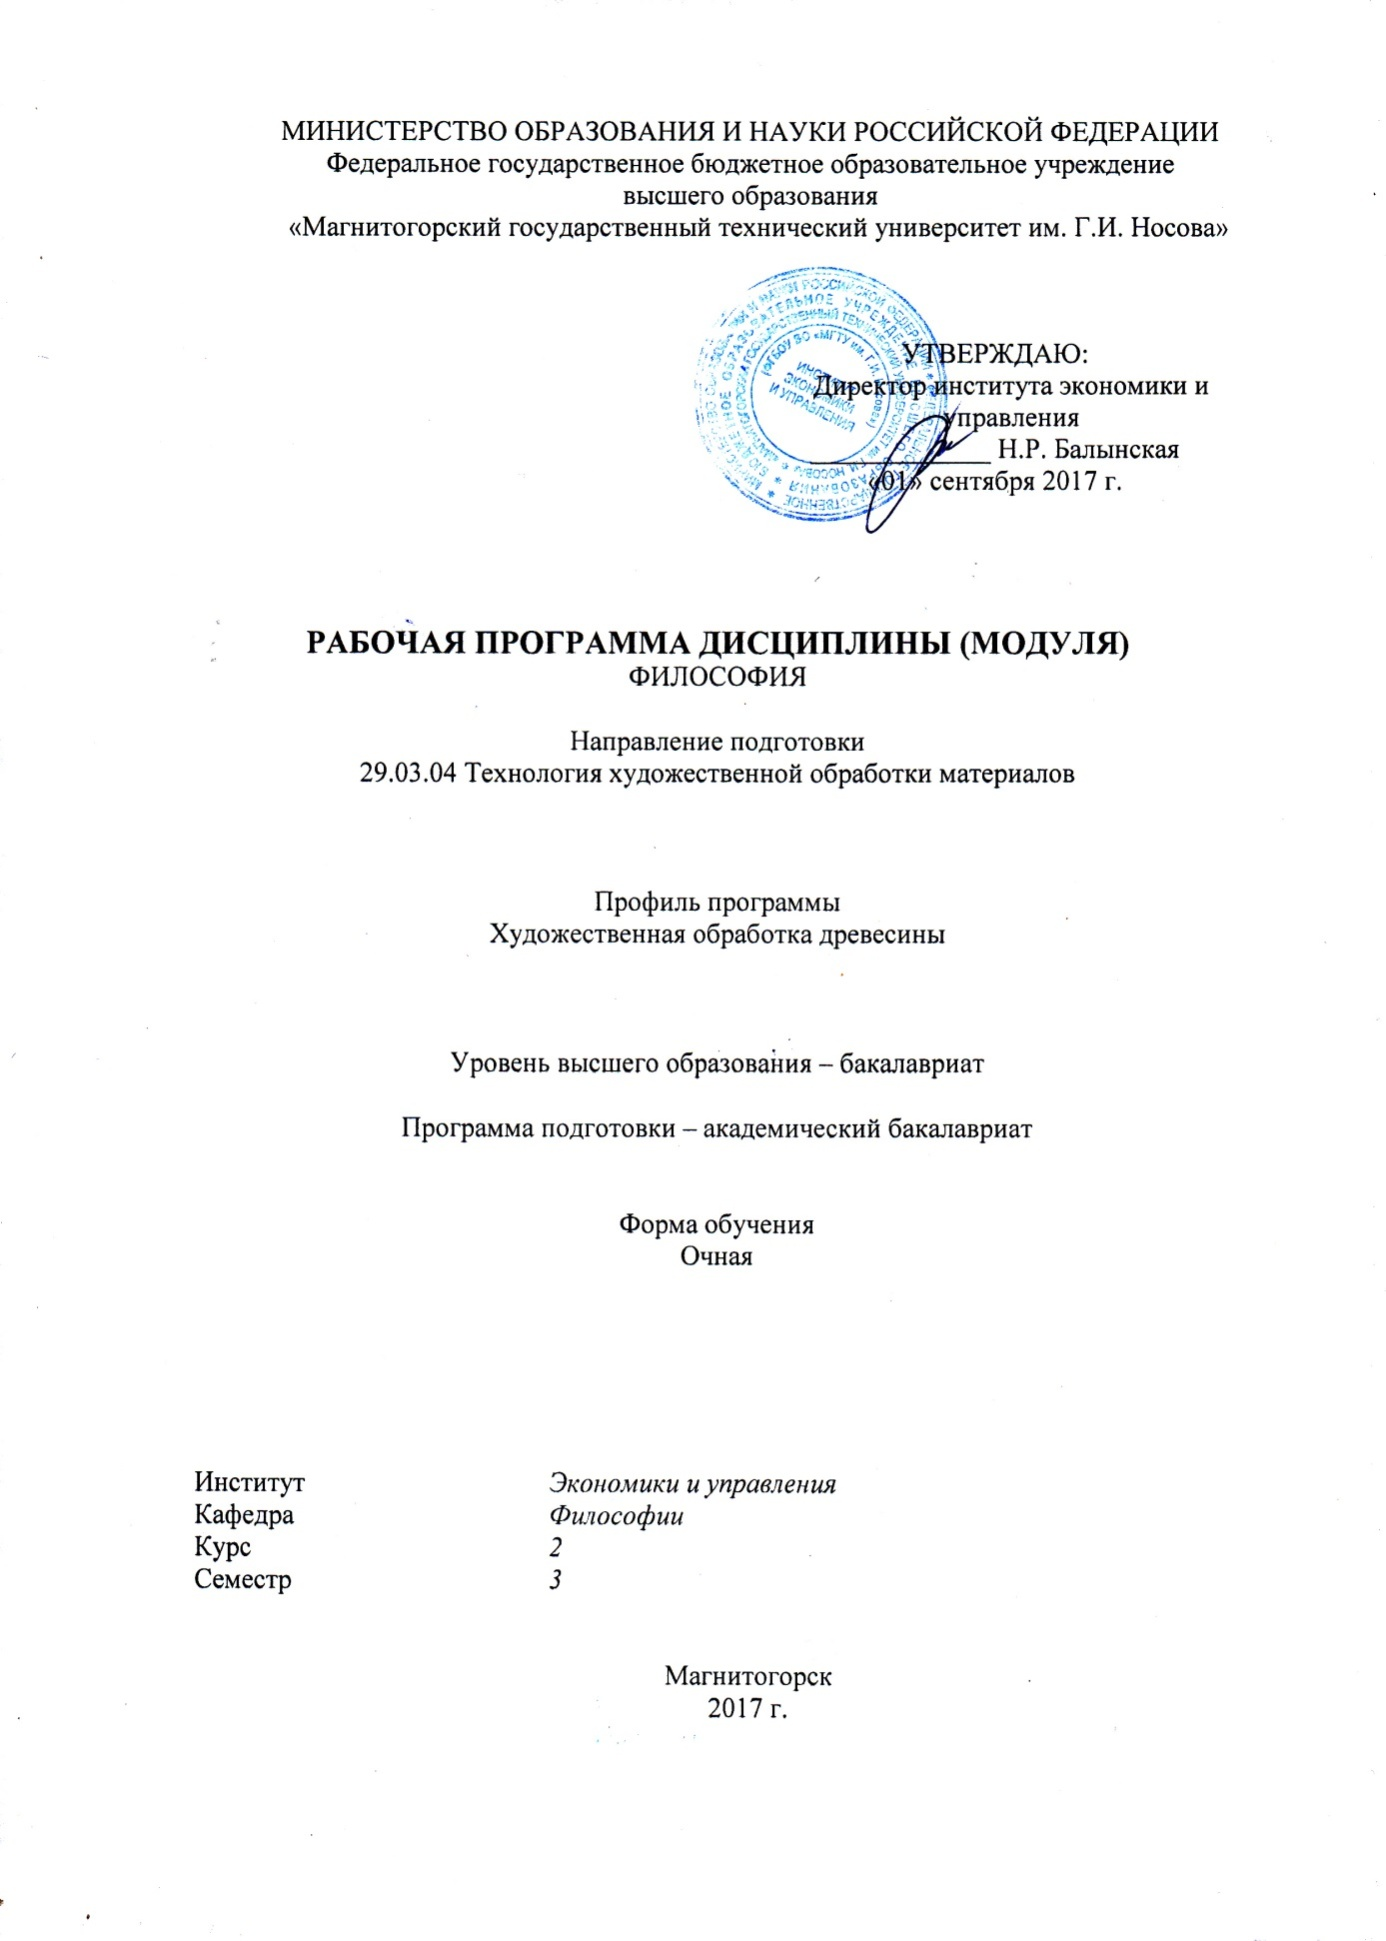 МИНИСТЕРСТВО ОБРАЗОВАНИЯ И НАУКИ РОССИЙСКОЙ ФЕДЕРАЦИИ
Федеральное государственное бюджетное образовательное учреждение
высшего образования
«Магнитогорский государственный технический университет им. Г.И. Носова»
ИНСТИТУТ
ЭКОНОМИКИ
И УПРАВЛЕНИЯ
УТВЕРЖДАЮ:
Директор института экономики и
управления
Н.Р. Балынская
«01» сентября 2017 г.
РАБОЧАЯ ПРОГРАММА ДИСЦИПЛИНЫ (МОДУЛЯ)
ФИЛОСОФИЯ
Направление подготовки
29.03.04 Технология художественной обработки материалов
Профиль программы
Художественная обработка древесины
Уровень высшего образования – бакалавриат
Программа подготовки – академический бакалавриат
Форма обучения
Очная
Институт Экономики и управления
Кафедра Философии
Курс 2
Семестр 3
Магнитогорск
2017 г.